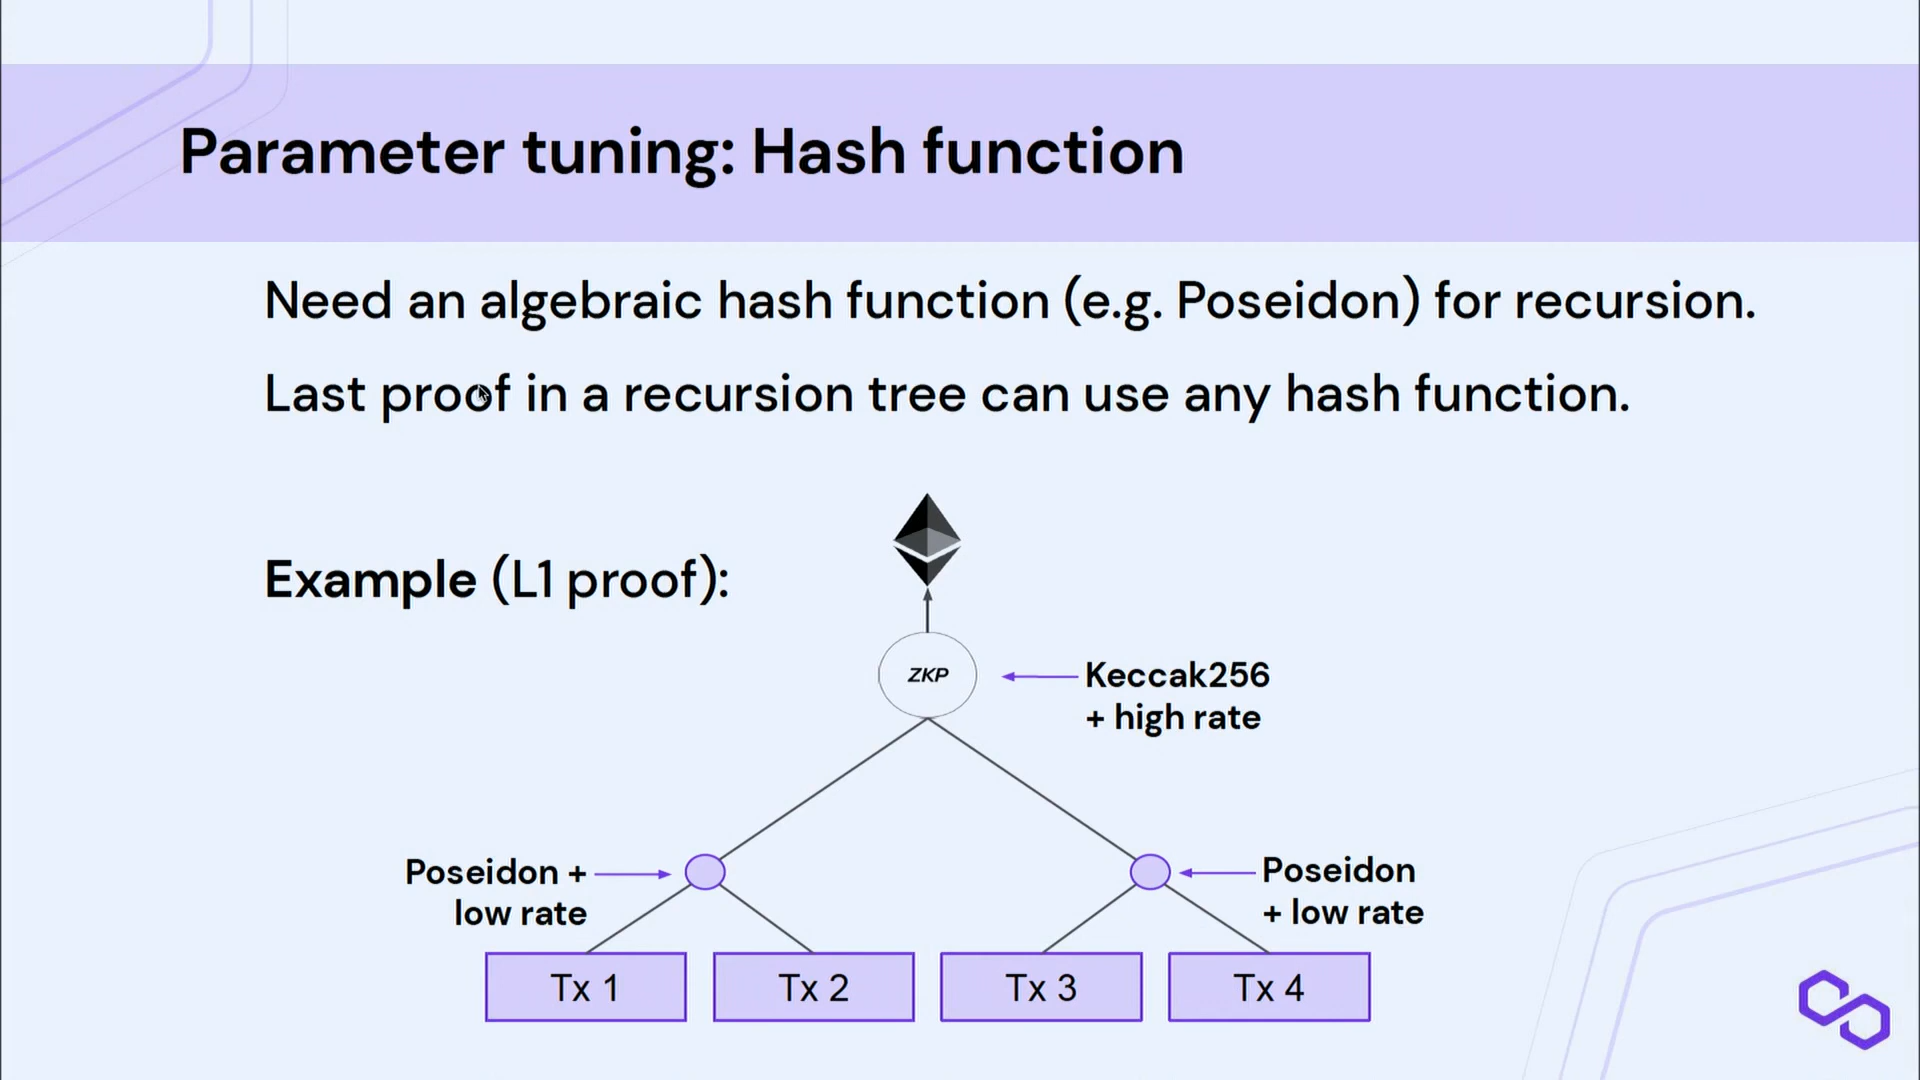 Parameter tuning: Hash function
Need an algebraic hash function (e.g. Poseidon) for recursion.
Last proof in a recursion tree can use any hash function.
Example (L1 proof):
ZKP
Keccak256
+ high rate
Poseidon +
low rate
Poseidon
+ low rate
Tx 1
Tx 2
Tx 3
Tx 4